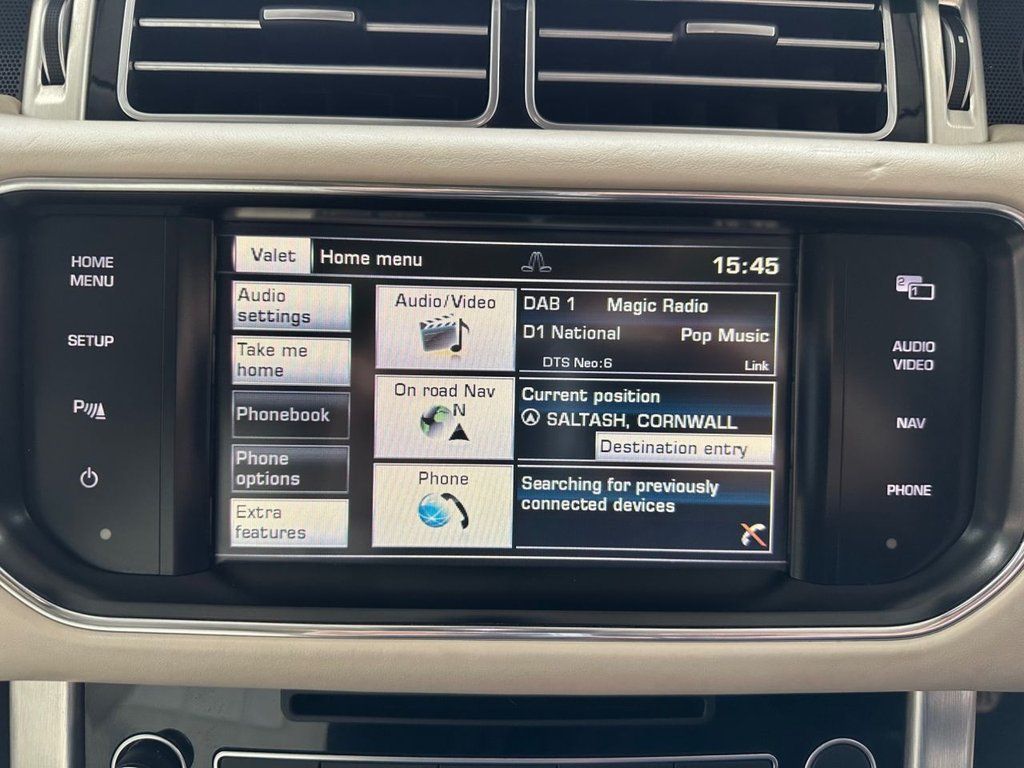 HOME
MENU
SETUP
P
Valet
Home menu
15:45
Audio
settings
Take me
home
Phonebook
Phone
options
Extra
features
Audio/Video
On road Nav
N
Phone
DAB 1 Magic Radio
D1 National Pop Music
DTS Neo:6 Link
Current position
SALTASH, CORNWALL
Destination entry
Searching for previously
connected devices
2
1
AUDIO
VIDEO
NAV
PHONE